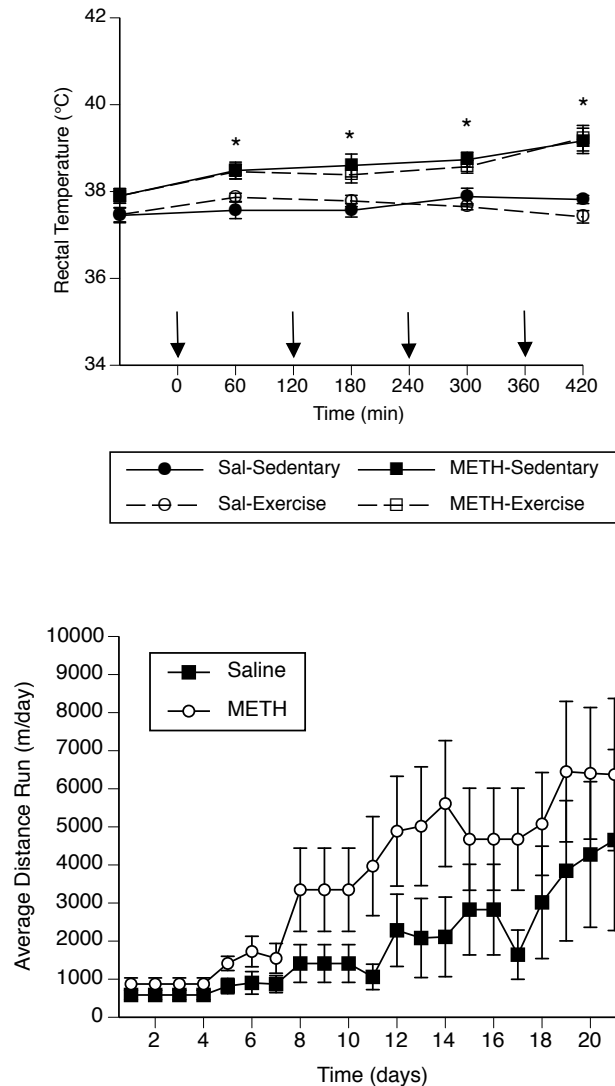 42
40
38
37
34
Rectal Temperature (°C)
* * * *
0 60 120 180 240 300 360 420
Time (min)
Sal-Sedentary METH-Sedentary
Sal-Exercise METH-Exercise
10000
9000
8000
7000
6000
5000
4000
3000
2000
1000
0
Average Distance Run (m/day)
Saline
METH
2 4 6 8 10 12 14 16 18 20
Time (days)